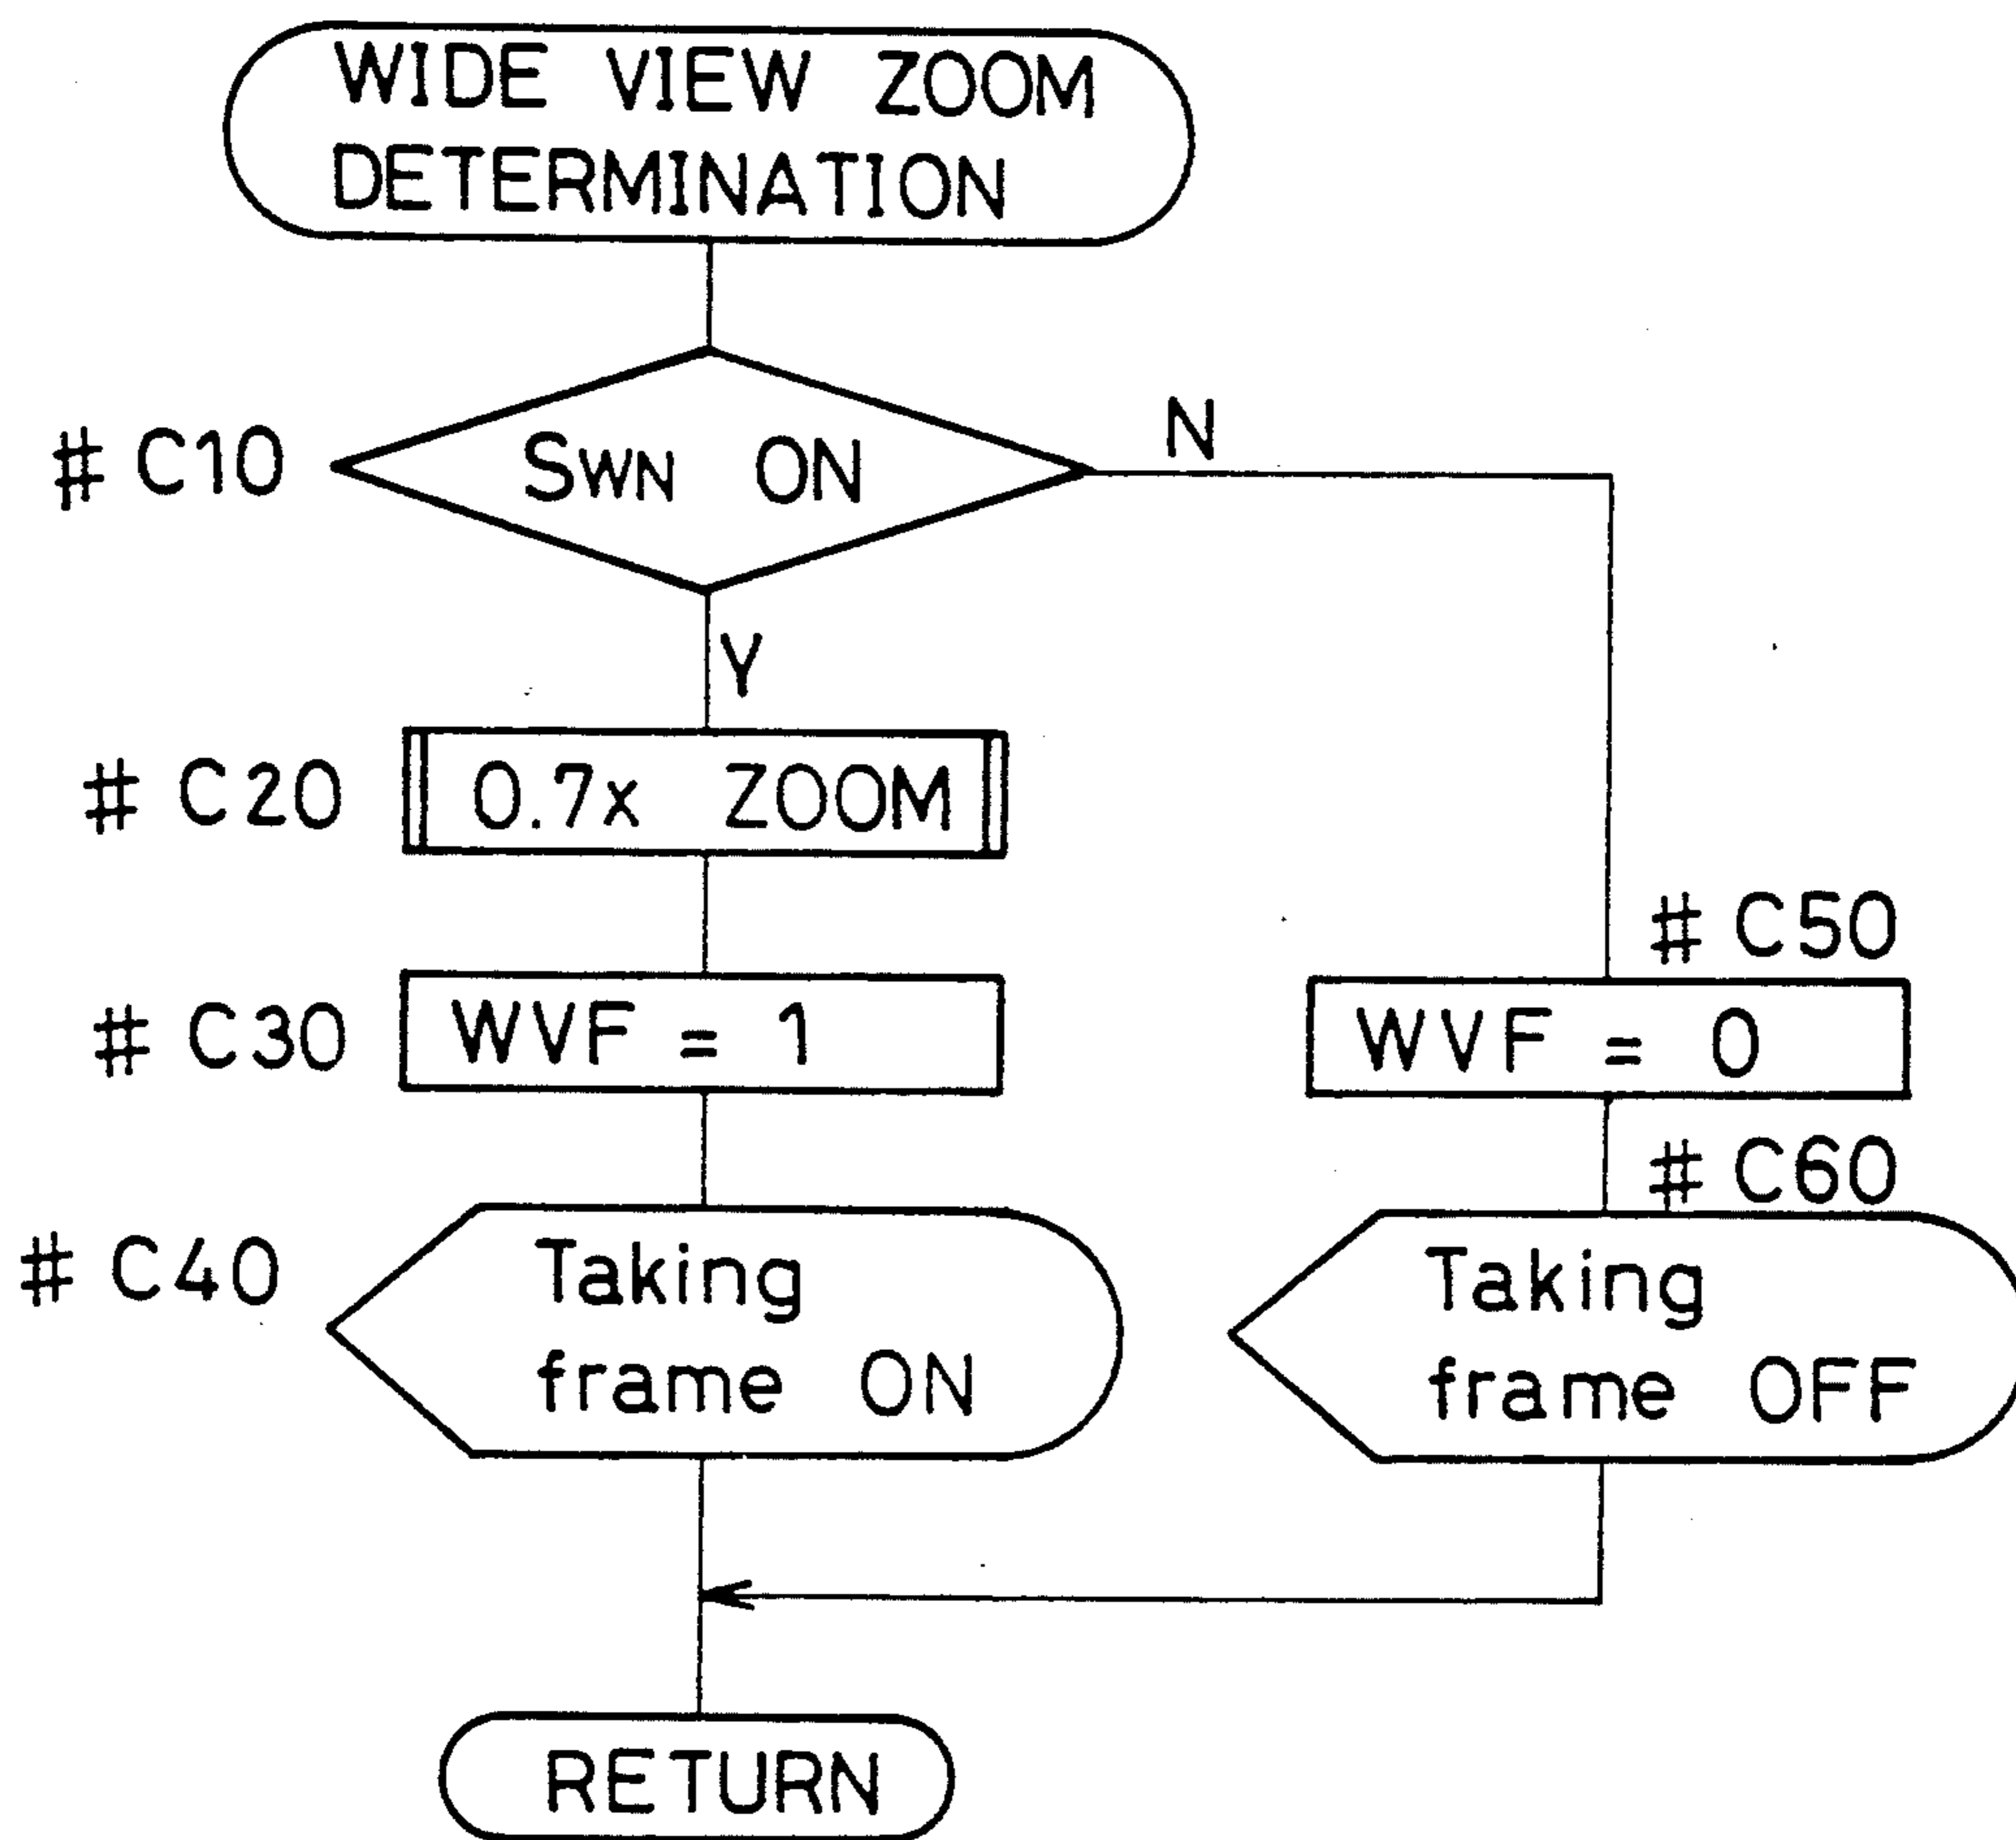 WIDE VIEW ZOOM
DETERMINATION
# C10
SWN ON
N
Y
# C20
0.7x ZOOM
# C50
# C30
WVF = 1
WVF = 0
# C60
# C40
Taking
frame ON
Taking
frame OFF
RETURN